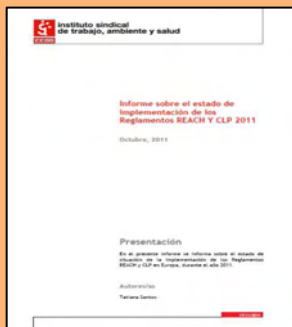 instituto sindical
de trabajo, ambiente y salud
CCOO
Informe sobre el estado de
Implementación de los
Reglamentos REACH Y CLP 2011
Octubre, 2011
Presentación
En el presente informe se informa sobre el estado de
situación de la implementación de los Reglamentos
REACH y CLP en Europa, durante el año 2011.
Autores/as
Tatiana Santos